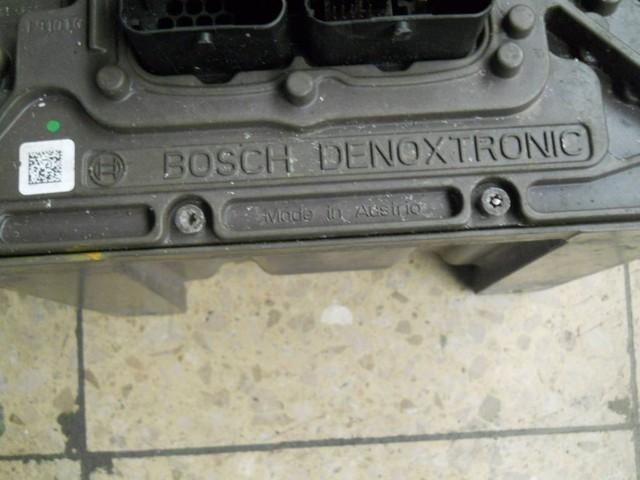 BOSCH DENOXTRONIC
Made in Austria